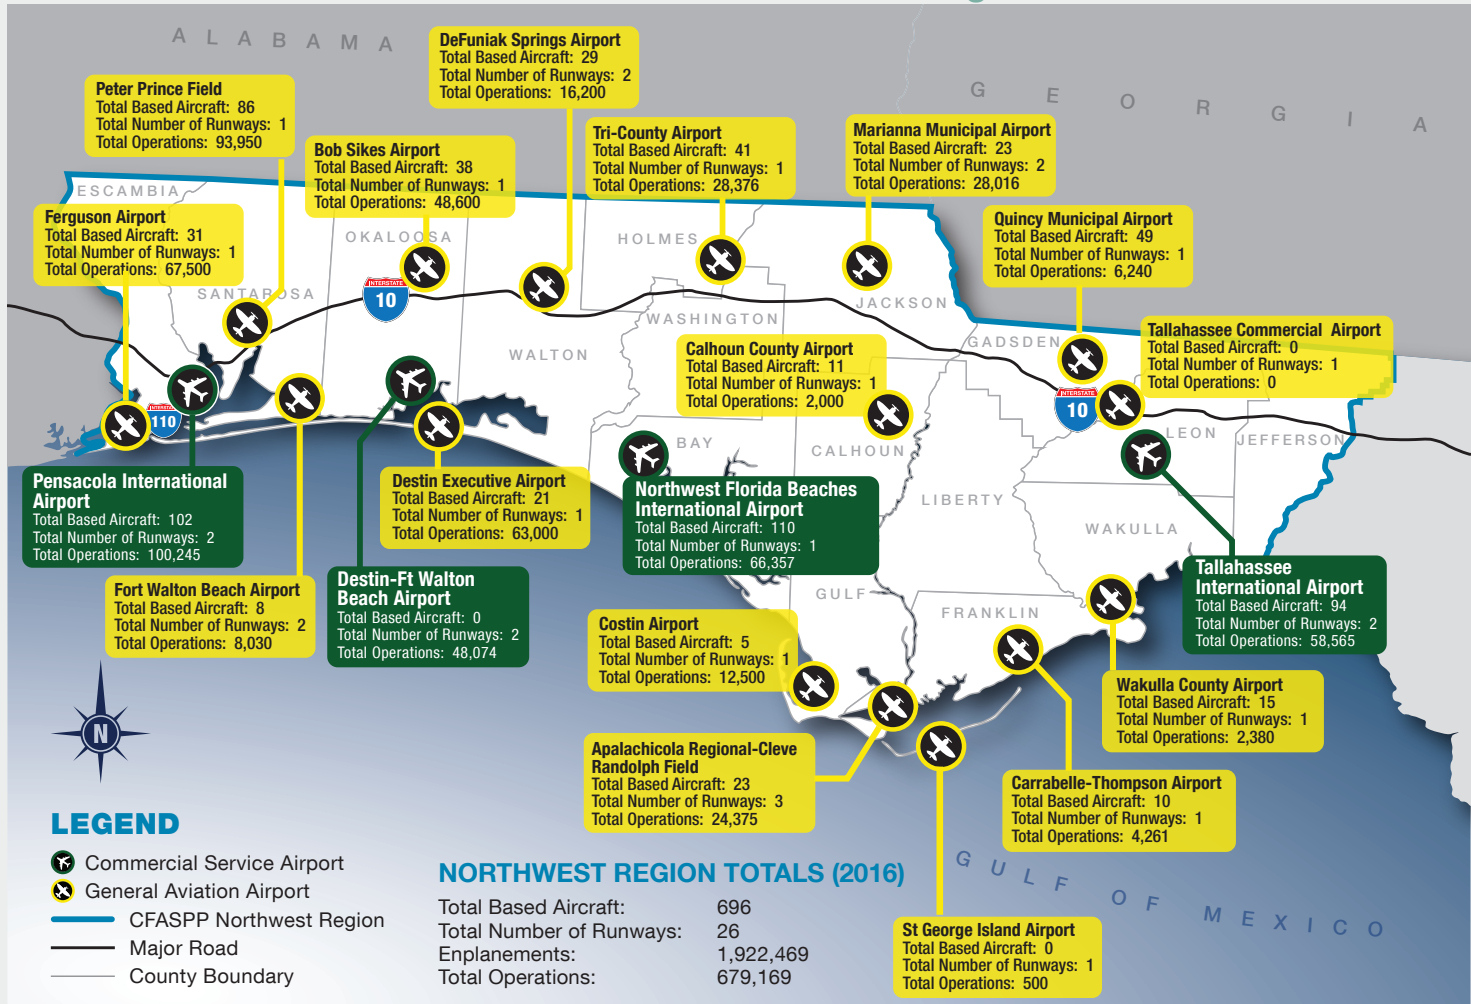 ALABAMA
GEORGIA
DeFuniak Springs Airport
Total Based Aircraft: 29
Total Number of Runways: 2
Total Operations: 16,200
Peter Prince Field
Total Based Aircraft: 86
Total Number of Runways: 1
Total Operations: 93,950
Bob Sikes Airport
Total Based Aircraft: 38
Total Number of Runways: 1
Total Operations: 48,600
Tri-County Airport
Total Based Aircraft: 41
Total Number of Runways: 1
Total Operations: 28,376
Marianna Municipal Airport
Total Based Aircraft: 23
Total Number of Runways: 2
Total Operations: 28,016
ESCAMBIA
Ferguson Airport
Total Based Aircraft: 31
Total Number of Runways: 1
Total Operations: 67,500
Quincy Municipal Airport
Total Based Aircraft: 49
Total Number of Runways: 1
Total Operations: 6,240
OKALOOSA
HOLMES
SANTAROSA
INTERSTATE
10
JACKSON
WASHINGTON
WALTON
GADSDEN
Tallahassee Commercial Airport
Total Based Aircraft: 0
Total Number of Runways: 1
Total Operations: 0
Calhoun County Airport
Total Based Aircraft: 11
Total Number of Runways: 1
Total Operations: 2,000
INTERSTATE
10
INTERSTATE
110
BAY
CALHOUN
LEON
JEFFERSON
LIBERTY
WAKULLA
Pensacola International
Airport
Total Based Aircraft: 102
Total Number of Runways: 2
Total Operations: 100,245
Destin Executive Airport
Total Based Aircraft: 21
Total Number of Runways: 1
Total Operations: 63,000
Northwest Florida Beaches
International Airport
Total Based Aircraft: 110
Total Number of Runways: 1
Total Operations: 66,357
Fort Walton Beach Airport
Total Based Aircraft: 8
Total Number of Runways: 2
Total Operations: 8,030
Destin-Ft Walton
Beach Airport
Total Based Aircraft: 0
Total Number of Runways: 2
Total Operations: 48,074
Tallahassee
International Airport
Total Based Aircraft: 94
Total Number of Runways: 2
Total Operations: 58,565
GULF
FRANKLIN
Costin Airport
Total Based Aircraft: 5
Total Number of Runways: 1
Total Operations: 12,500
Wakulla County Airport
Total Based Aircraft: 15
Total Number of Runways: 1
Total Operations: 2,380
N
Apalachicola Regional-Cleve
Randolph Field
Total Based Aircraft: 23
Total Number of Runways: 3
Total Operations: 24,375
Carrabelle-Thompson Airport
Total Based Aircraft: 10
Total Number of Runways: 1
Total Operations: 4,261
GULF OF MEXICO
St George Island Airport
Total Based Aircraft: 0
Total Number of Runways: 1
Total Operations: 500
LEGEND
Commercial Service Airport
General Aviation Airport
CFASPP Northwest Region
Major Road
County Boundary
NORTHWEST REGION TOTALS (2016)
Total Based Aircraft: 696
Total Number of Runways: 26
Enplanements: 1,922,469
Total Operations: 679,169